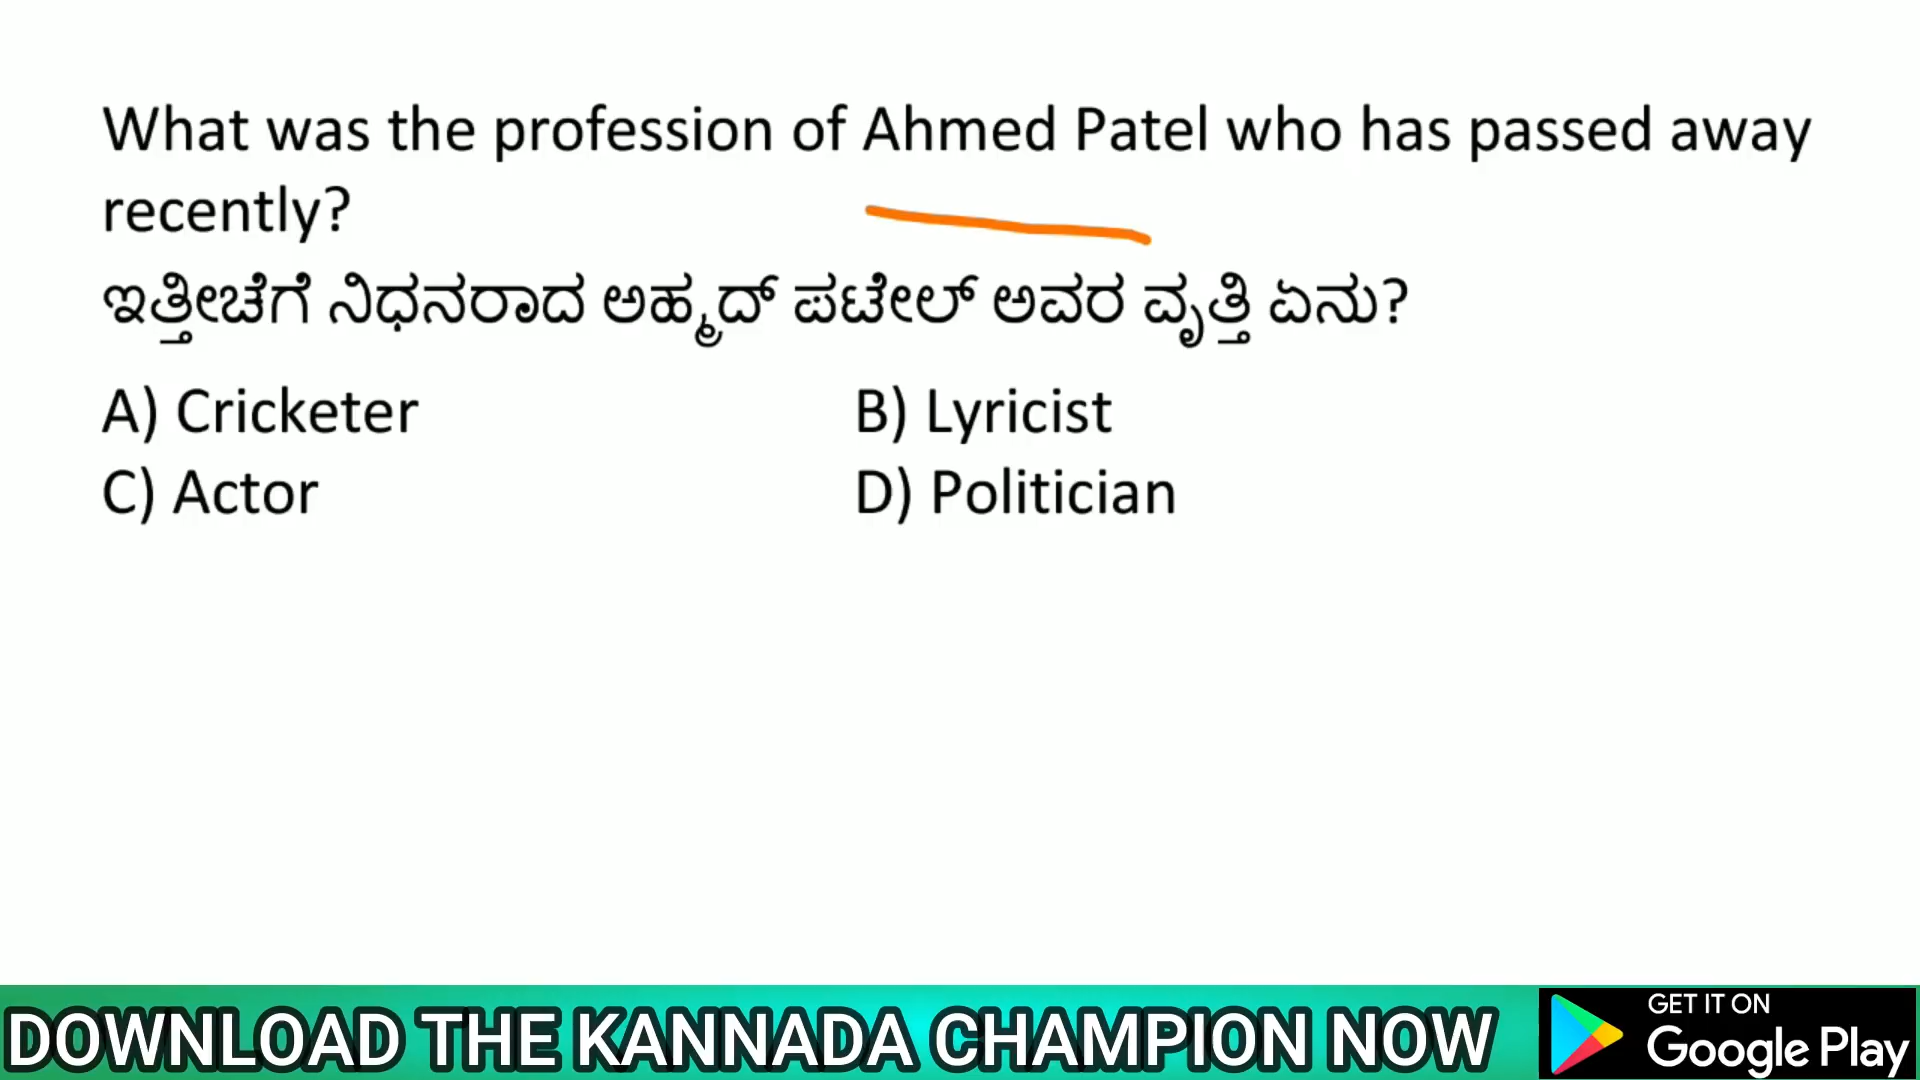 What was the profession of Ahmed Patel who has passed away
recently?
ಇತ್ತೀಚೆಗೆ ನಿಧನರಾದ ಅಹ್ಮದ್ ಪಟೇಲ್ ಅವರ ವೃತ್ತಿ ಏನು?
A) Cricketer B) Lyricist
C) Actor D) Politician
DOWNLOAD THE KANNADA CHAMPION NOW
GET IT ON
Google Play